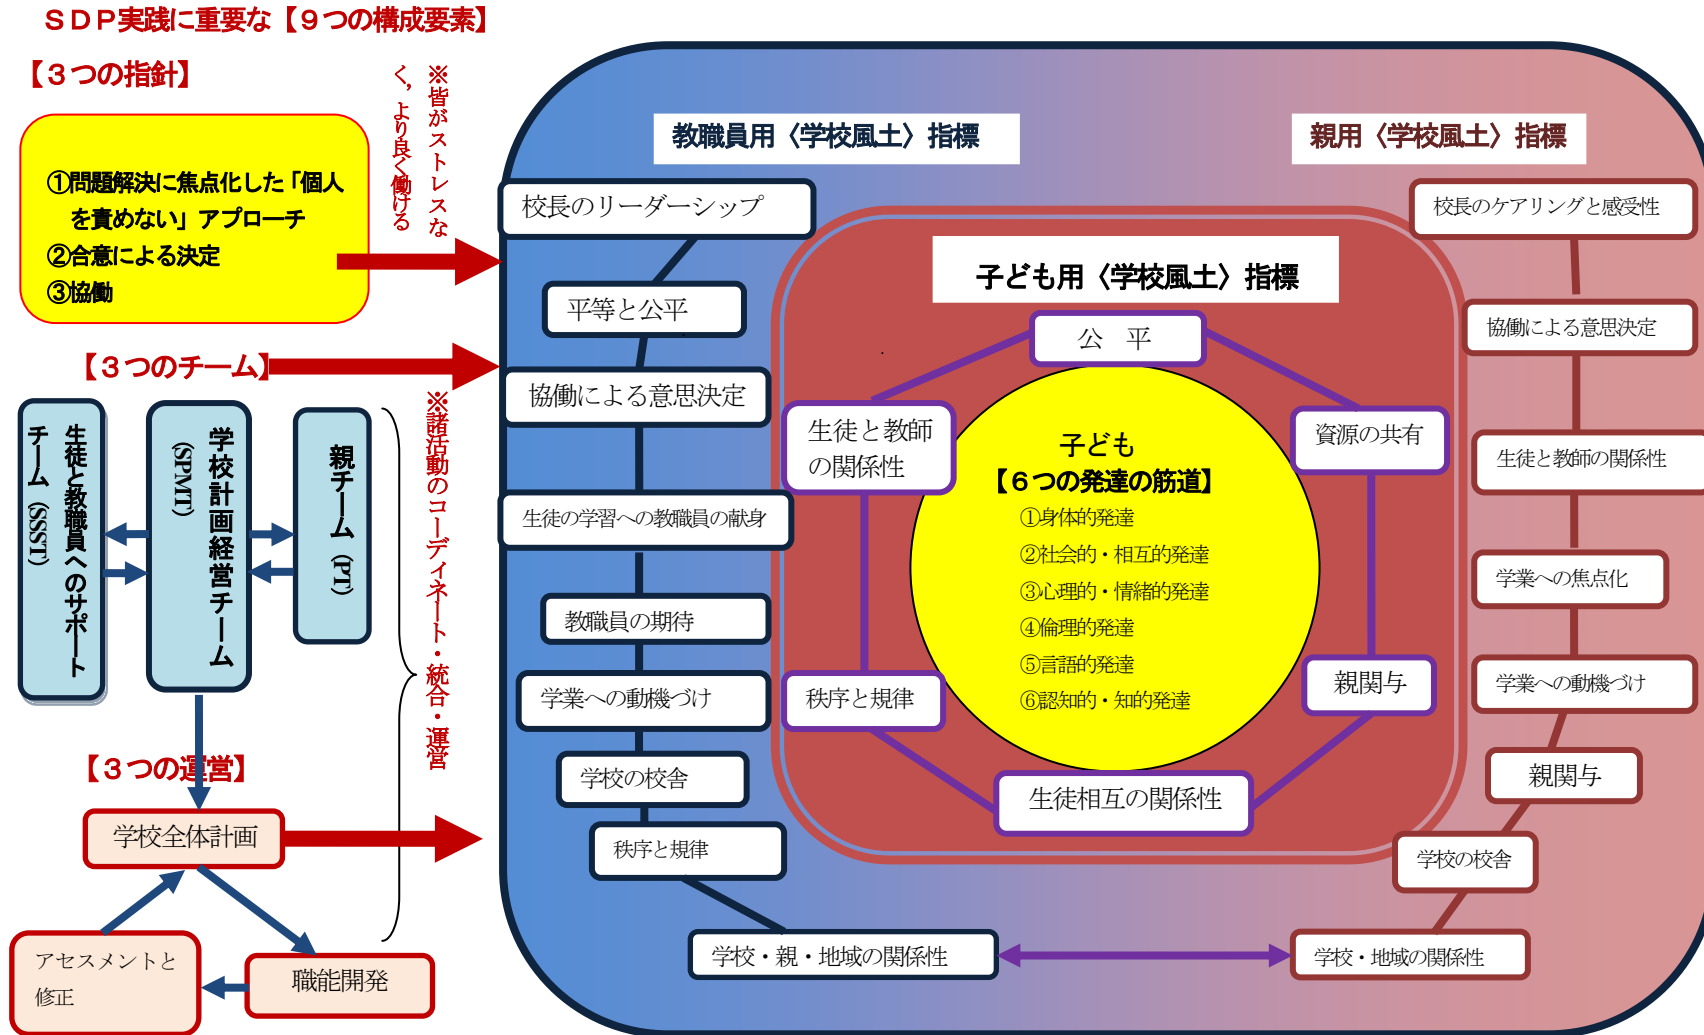 ＳＤＰ実践に重要な【９つの構成要素】
【３つの指針】
①問題解決に焦点化した「個人
を責めない」アプローチ
②合意による決定
③協働
※皆がストレスな
く，より良く働ける
【３つのチーム】
生徒と教職員へのサポート
チーム（SSST）
学校計画経営チーム
（SPMT）
親チーム（PT）
※諸活動のコーディネート・統合・運営
【３つの運営】
学校全体計画
アセスメントと
修正
職能開発
教職員用〈学校風土〉指標
校長のリーダーシップ
平等と公平
協働による意思決定
生徒の学習への教職員の献身
教職員の期待
学業への動機づけ
学校の校舎
秩序と規律
学校・親・地域の関係性
子ども用〈学校風土〉指標
公　平
生徒と教師
の関係性
資源の共有
秩序と規律
親関与
生徒相互の関係性
子ども
【６つの発達の筋道】
①身体的発達
②社会的・相互的発達
③心理的・情緒的発達
④倫理的発達
⑤言語的発達
⑥認知的・知的発達
親用〈学校風土〉指標
校長のケアリングと感受性
協働による意思決定
生徒と教師の関係性
学業への焦点化
学業への動機づけ
親関与
学校の校舎
学校・地域の関係性